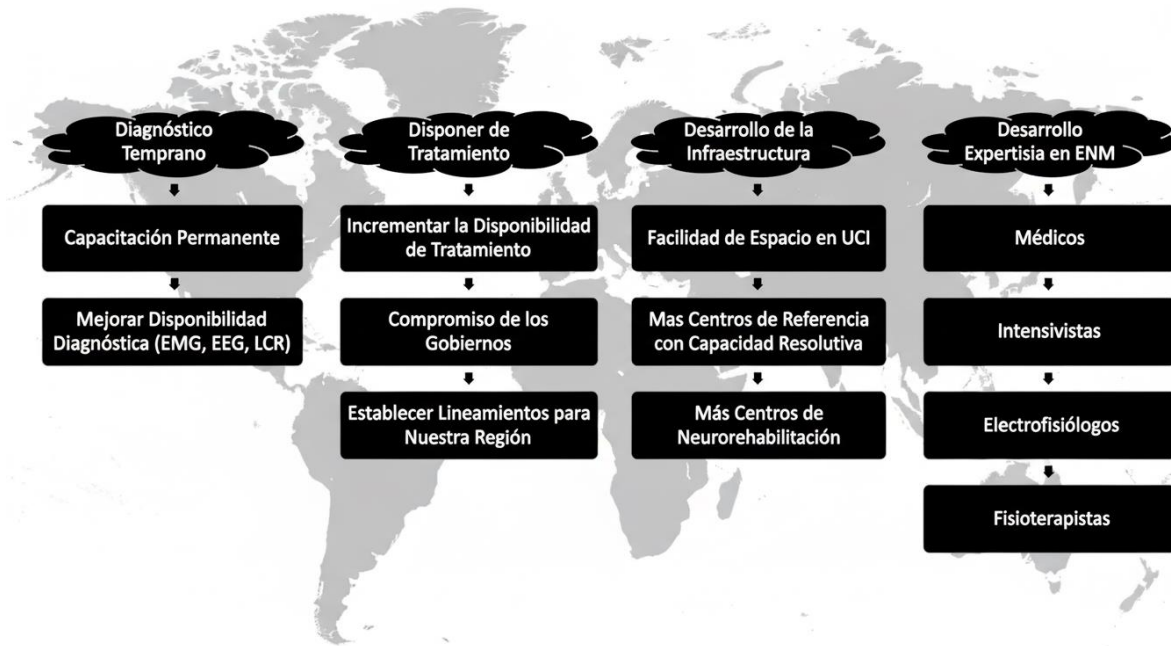 Diagnóstico
Temprano
Capacitación Permanente
Mejorar Disponibilidad
Diagnóstica (EMG, EEG, LCR)
Disponer de
Tratamiento
Incrementar la Disponibilidad
de Tratamiento
Compromiso de los
Gobiernos
Establecer Lineamientos para
Nuestra Región
Desarrollo de la
Infraestructura
Facilidad de Espacio en UCI
Mas Centros de Referencia
con Capacidad Resolutiva
Más Centros de
Neurorehabilitación
Desarrollo
Expertisia en ENM
Médicos
Intensivistas
Electrofisiólogos
Fisioterapistas